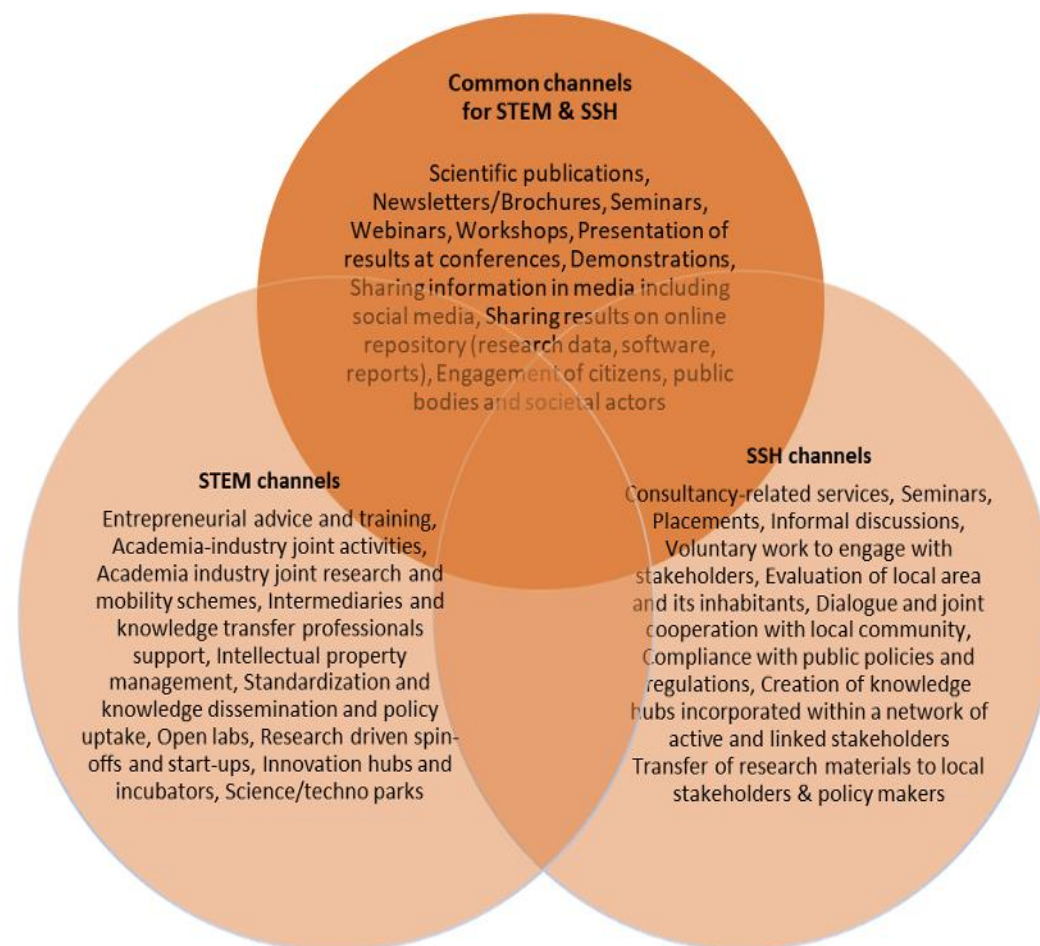 Common channels
for STEM & SSH
Scientific publications,
Newsletters/Brochures, Seminars,
Webinars, Workshops, Presentation of
results at conferences, Demonstrations,
Sharing information in media including
social media, Sharing results on online
repository (research data, software,
reports), Engagement of citizens, public
bodies and societal actors
STEM channels
Entrepreneurial advice and training,
Academia-industry joint activities,
Academia industry joint research and
mobility schemes, Intermediaries and
knowledge transfer professionals
support, Intellectual property
management, Standardization and
knowledge dissemination and policy
uptake, Open labs, Research driven spin-
offs and start-ups, Innovation hubs and
incubators, Science/techno parks
SSH channels
Consultancy-related services, Seminars,
Placements, Informal discussions,
Voluntary work to engage with
stakeholders, Evaluation of local area
and its inhabitants, Dialogue and joint
cooperation with local community,
Compliance with public policies and
regulations, Creation of knowledge
hubs incorporated within a network of
active and linked stakeholders
Transfer of research materials to local
stakeholders & policy makers